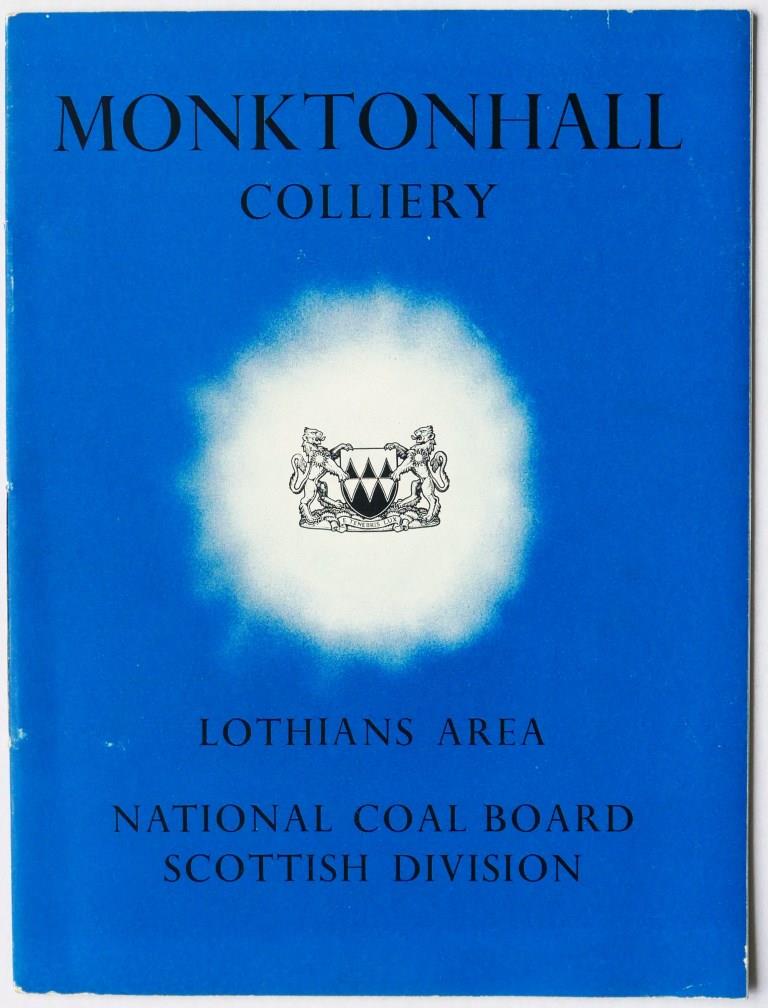 MONKTONHALL
COLLIERY
E TENEBRIS LUX
LOTHIANS AREA
NATIONAL COAL BOARD
SCOTTISH DIVISION